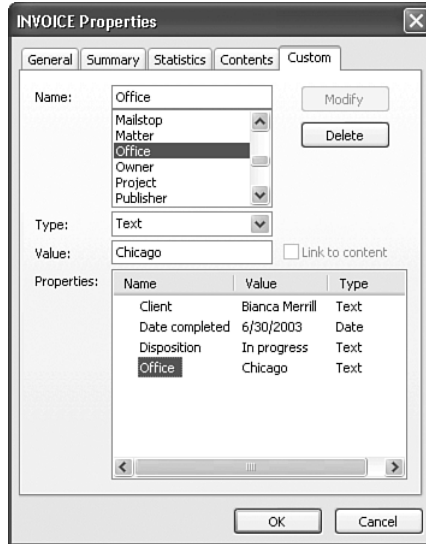 INVOICE Properties
General Summary Statistics Contents Custom
Name: Office Modify
Mailstop
Matter
Office
Owner
Project
Publisher
Delete
Type: Text
Value: Chicago Link to content
Properties: Name Value Type
Client Bianca Merrill Text
Date completed 6/30/2003 Date
Disposition In progress Text
Office Chicago Text
OK Cancel